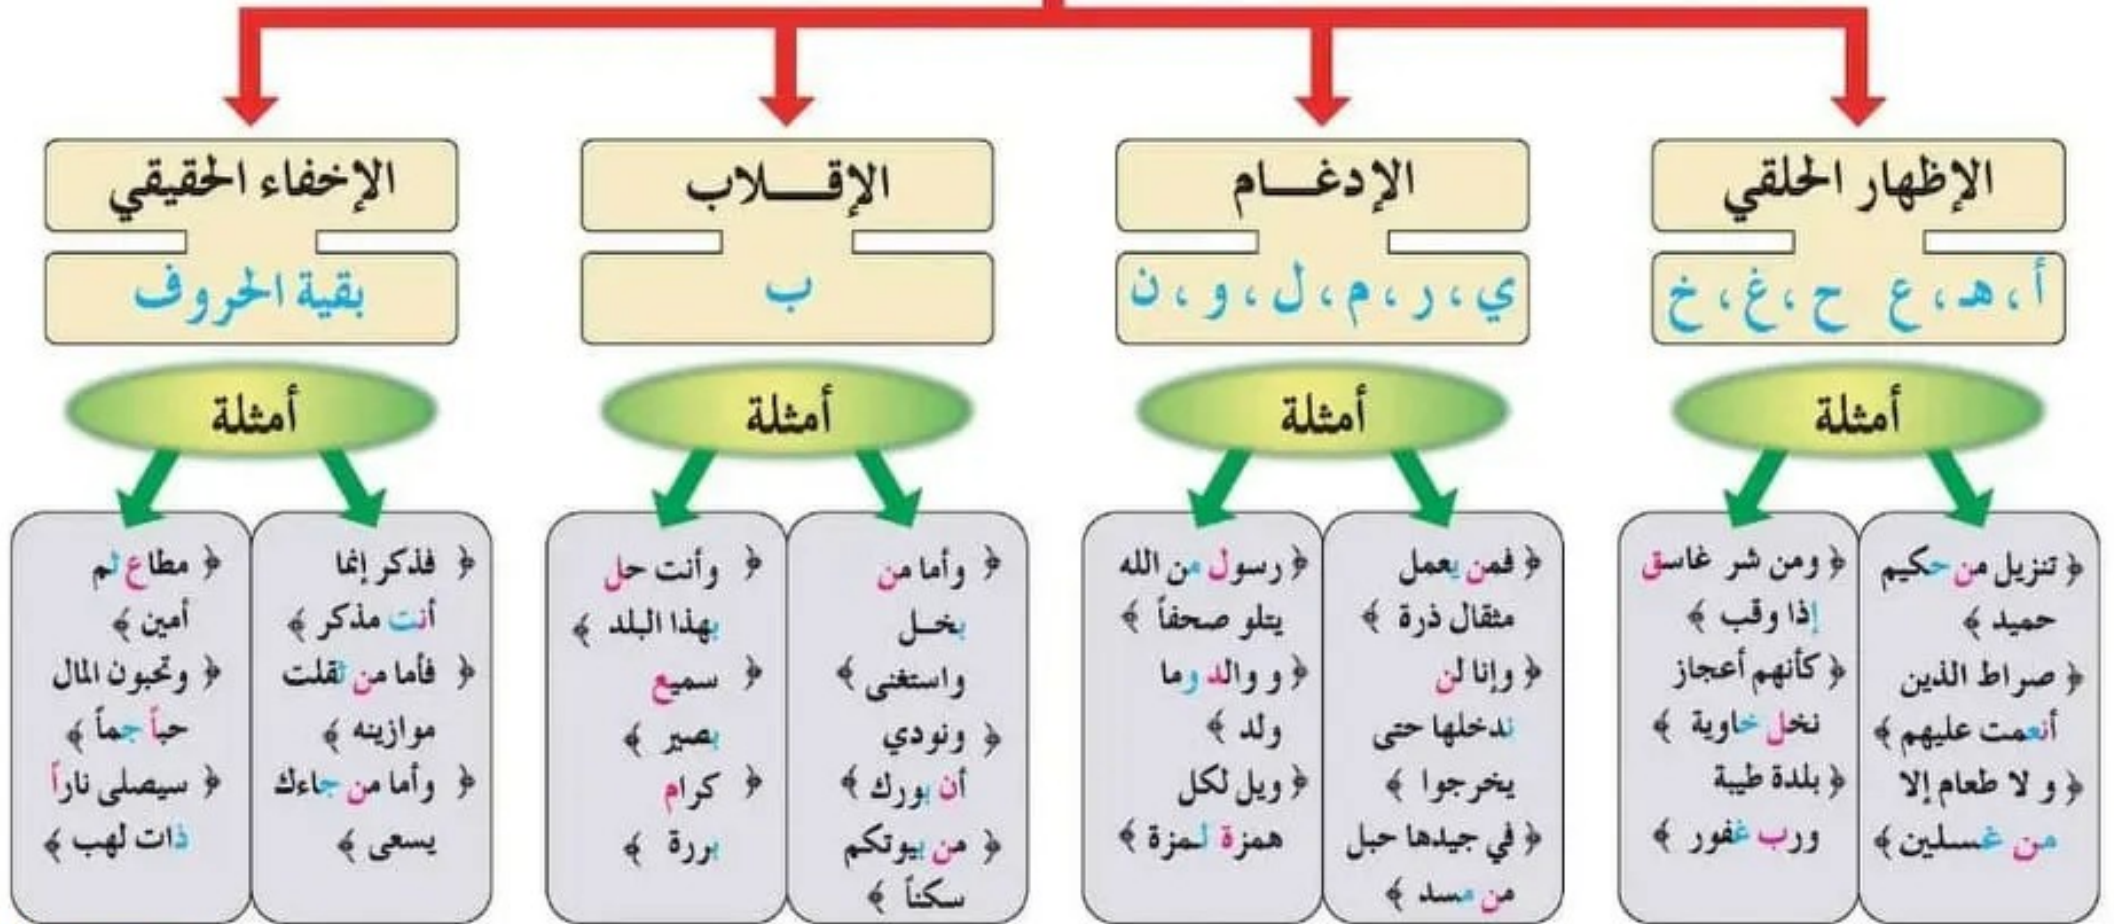 الإظهار الحلقي
أ ، هـ ، ع ح ، غ ، خ
أمثلة
﴿ تنزيل من حكيم
حميد ﴾
﴿ صراط الذين
أنعمت عليهم ﴾
﴿ و لا طعام إلا
من غسلين ﴾
﴿ ومن شر غاسق
إذا وقب ﴾
﴿ كأنهم أعجاز
نخل خاوية ﴾
﴿ بلدة طيبة
ورب غفور ﴾
الإدغـــام
ي ، ر ، م ، ل ، و ، ن
أمثلة
﴿ فمن يعمل
مثقال ذرة ﴾
﴿ وإنا لن
ندخلها حتى
يخرجوا ﴾
﴿ في جيدها حبل
من مسد ﴾
﴿ رسول من الله
يتلو صحفاً ﴾
﴿ و والد وما
ولد ﴾
﴿ ويل لكل
همزة لمزة ﴾
الإقـــلاب
ب
أمثلة
﴿ وأما من
بخـل
واستغنى ﴾
﴿ ونودي
أن بورك ﴾
﴿ من بيوتكم
سكناً ﴾
﴿ وأنت حل
بهذا البلد ﴾
﴿ سميع
بصير ﴾
﴿ كرام
بررة ﴾
الإخفاء الحقيقي
بقية الحروف
أمثلة
﴿ فذكر إنما
أنت مذكر ﴾
﴿ فأما من ثقلت
موازينه ﴾
﴿ وأما من جاءك
يسعى ﴾
﴿ مطاع ثم
أمين ﴾
﴿ وتحبون المال
حباً جماً ﴾
﴿ سيصلى ناراً
ذات لهب ﴾